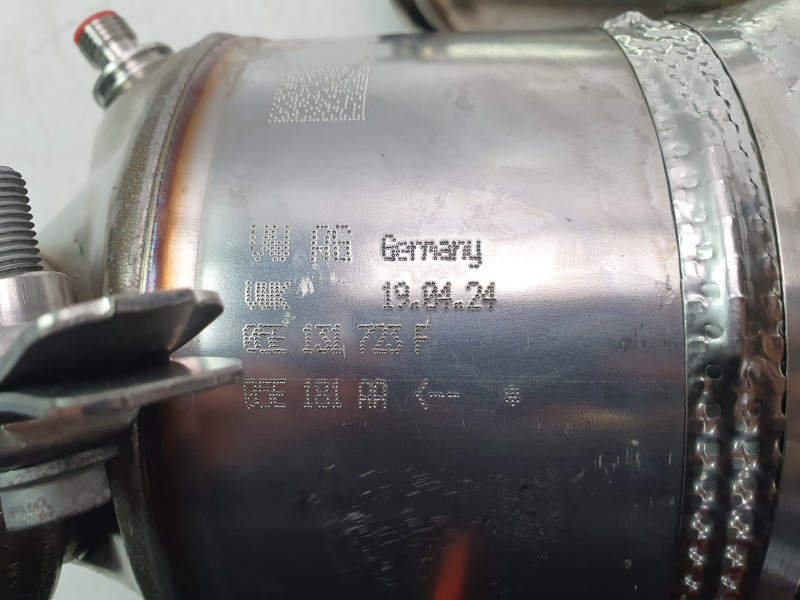 VW AG Germany
VWK 19.04.24
05E 131 723 F
05E 181 AA <-- *